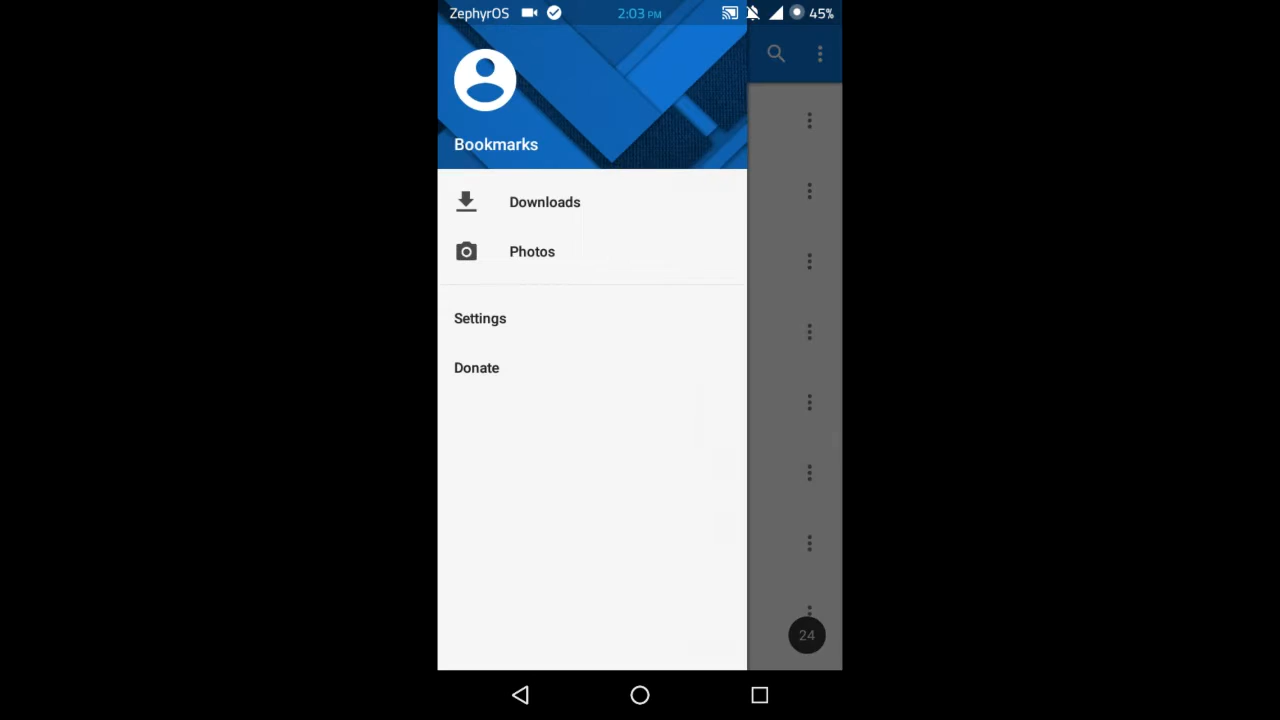 ZephyrOS 2:03 PM 45%
Bookmarks
Downloads
Photos
Settings
Donate
24